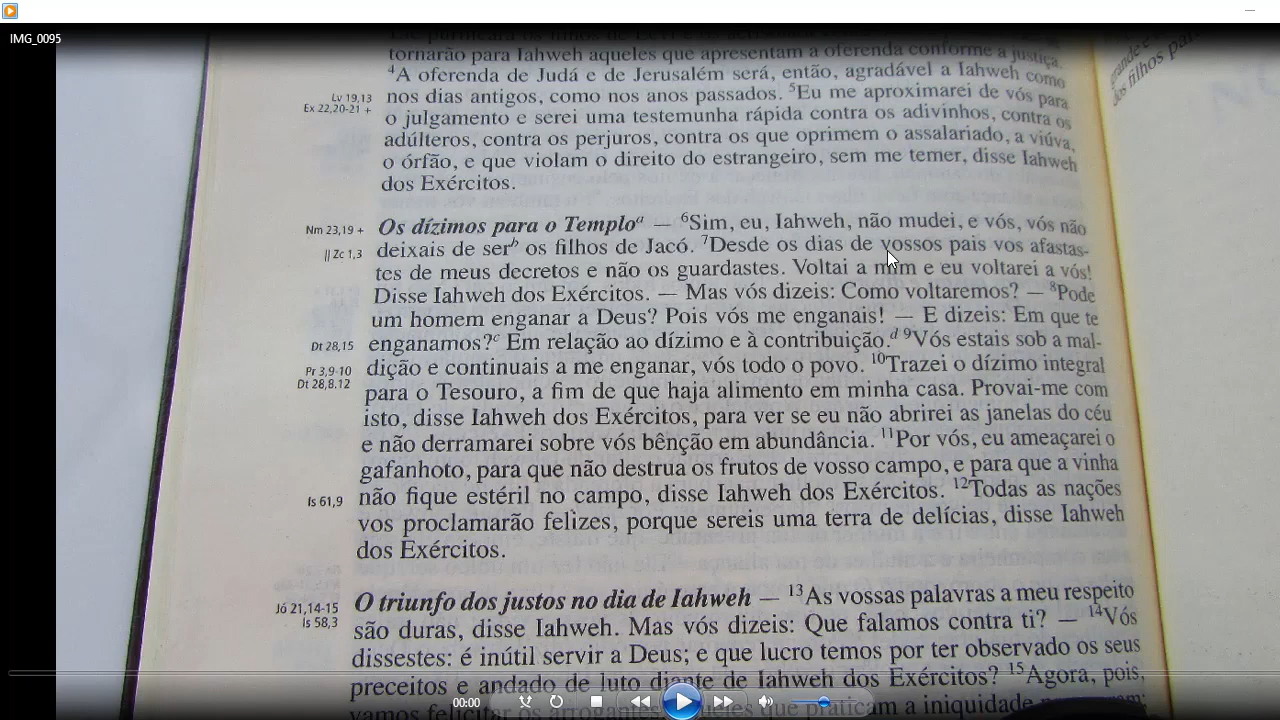 IMG_0095
grande é
dos filhos par
tornarão para Iahweh aqueles que apresentam a oferenda conforme a justiça.
⁴A oferenda de Judá e de Jerusalém será, então, agradável a Iahweh como
Lv 19,13
nos dias antigos, como nos anos passados. ⁵Eu me aproximarei de vós para
Ex 22,20-21 +
o julgamento e serei uma testemunha rápida contra os adivinhos, contra os
adúlteros, contra os perjuros, contra os que oprimem o assalariado, a viúva,
o órfão, e que violam o direito do estrangeiro, sem me temer, disse Iahweh
dos Exércitos.
Nm 23,19 +
Os dízimos para o Temploᵃ — ⁶Sim, eu, Iahweh, não mudei, e vós, vós não
|| Zc 1,3
deixais de serᵇ os filhos de Jacó. ⁷Desde os dias de vossos pais vos afastas-
tes de meus decretos e não os guardastes. Voltai a mim e eu voltarei a vós!
Disse Iahweh dos Exércitos. — Mas vós dizeis: Como voltaremos? — ⁸Pode
um homem enganar a Deus? Pois vós me enganais! — E dizeis: Em que te
Dt 28,15
enganamos?ᶜ Em relação ao dízimo e à contribuição.ᵈ ⁹Vós estais sob a mal-
Pr 3,9-10
dição e continuais a me enganar, vós todo o povo. ¹⁰Trazei o dízimo integral
Dt 28,8.12
para o Tesouro, a fim de que haja alimento em minha casa. Provai-me com
isto, disse Iahweh dos Exércitos, para ver se eu não abrirei as janelas do céu
e não derramarei sobre vós bênção em abundância. ¹¹Por vós, eu ameaçarei o
gafanhoto, para que não destrua os frutos de vosso campo, e para que a vinha
Is 61,9
não fique estéril no campo, disse Iahweh dos Exércitos. ¹²Todas as nações
vos proclamarão felizes, porque sereis uma terra de delícias, disse Iahweh
dos Exércitos.
Jó 21,14-15
O triunfo dos justos no dia de Iahweh — ¹³As vossas palavras a meu respeito
Is 58,3
são duras, disse Iahweh. Mas vós dizeis: Que falamos contra ti? — ¹⁴Vós
dissestes: é inútil servir a Deus; e que lucro temos por ter observado os seus
preceitos e andado de luto diante de Iahweh dos Exércitos? ¹⁵Agora, pois,
vamos felicitar os arrogantes: aqueles que praticam a iniquidade
00:00